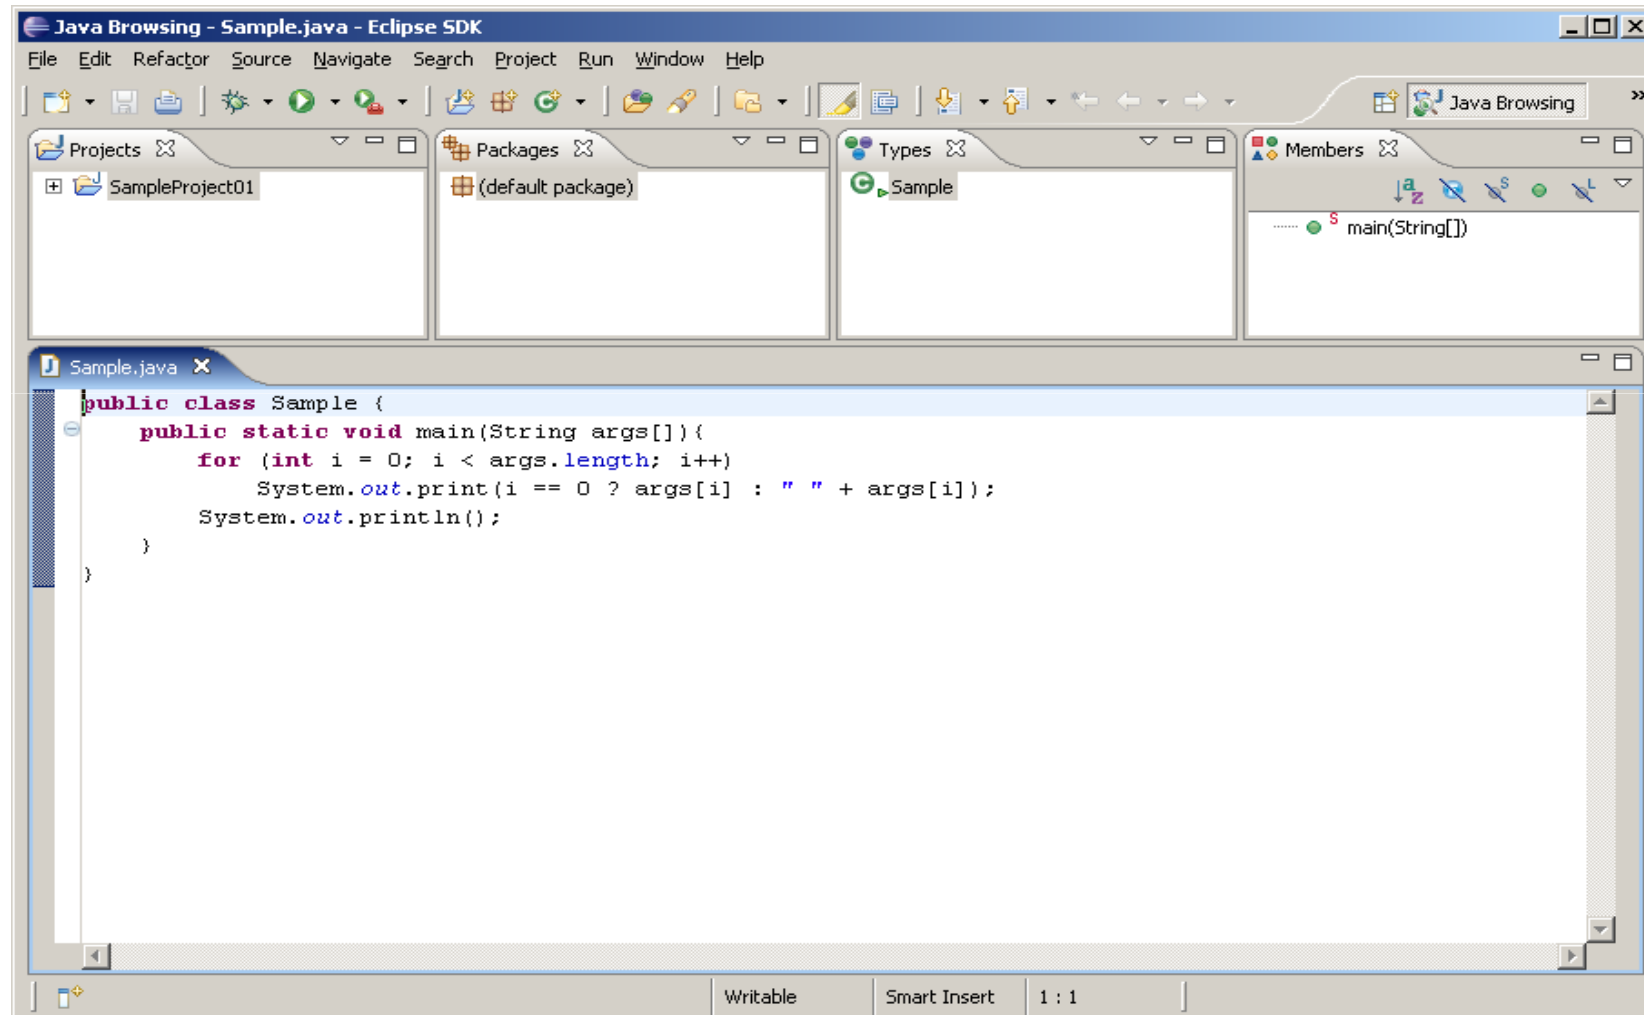 Java Browsing - Sample.java - Eclipse SDK
File Edit Refactor Source Navigate Search Project Run Window Help
Java Browsing »
Projects Packages Types Members
SampleProject01 (default package) Sample
main(String[])
Sample.java
public class Sample {
    public static void main(String args[]){
        for (int i = 0; i < args.length; i++)
            System.out.print(i == 0 ? args[i] : " " + args[i]);
        System.out.println();
    }
}
Writable Smart Insert 1 : 1